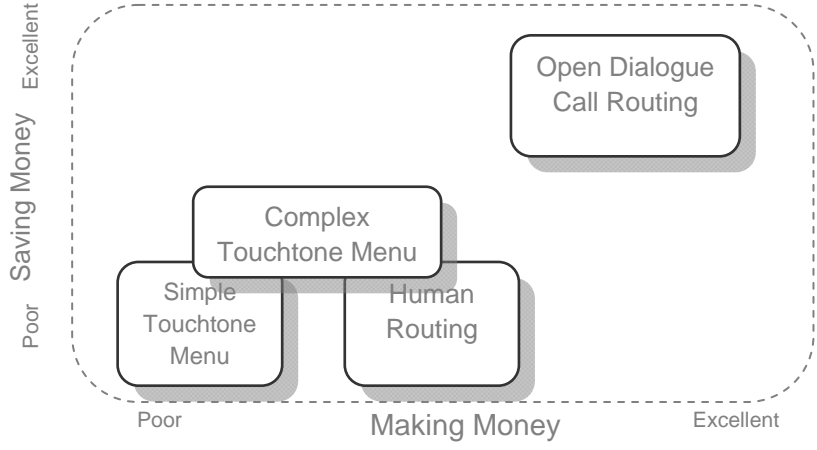 Excellent
Saving Money
Poor
Open Dialogue
Call Routing
Complex
Touchtone Menu
Simple
Touchtone
Menu
Human
Routing
Poor
Making Money
Excellent